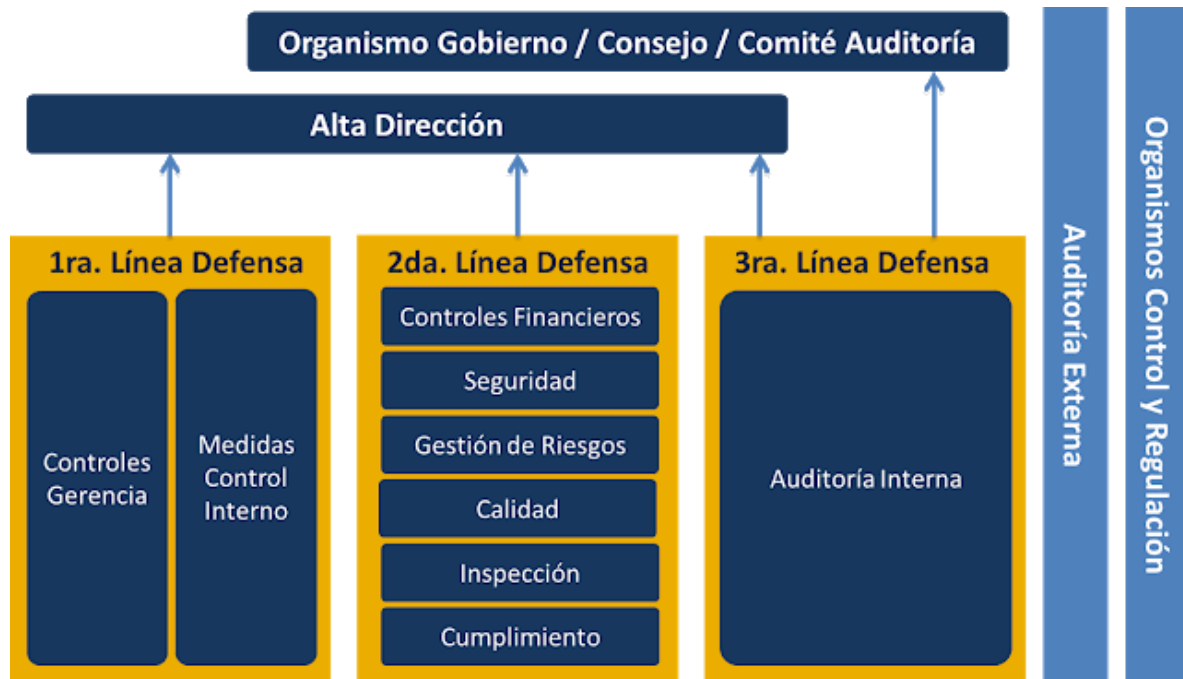 Organismo Gobierno / Consejo / Comité Auditoría
Alta Dirección
1ra. Línea Defensa
Controles
Gerencia
Medidas
Control
Interno
2da. Línea Defensa
Controles Financieros
Seguridad
Gestión de Riesgos
Calidad
Inspección
Cumplimiento
3ra. Línea Defensa
Auditoría Interna
Auditoría Externa
Organismos Control y Regulación